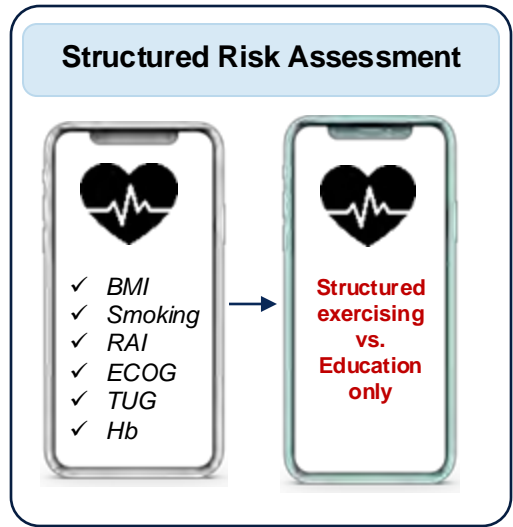 Structured Risk Assessment
✓ BMI
✓ Smoking
✓ RAI
✓ ECOG
✓ TUG
✓ Hb
Structured
exercising
vs.
Education
only